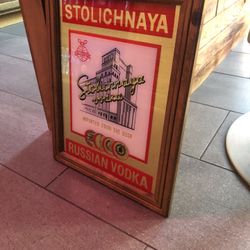 STOLICHNAYA
Stolichnaya
vodka
IMPORTED FROM THE USSR
RUSSIAN VODKA